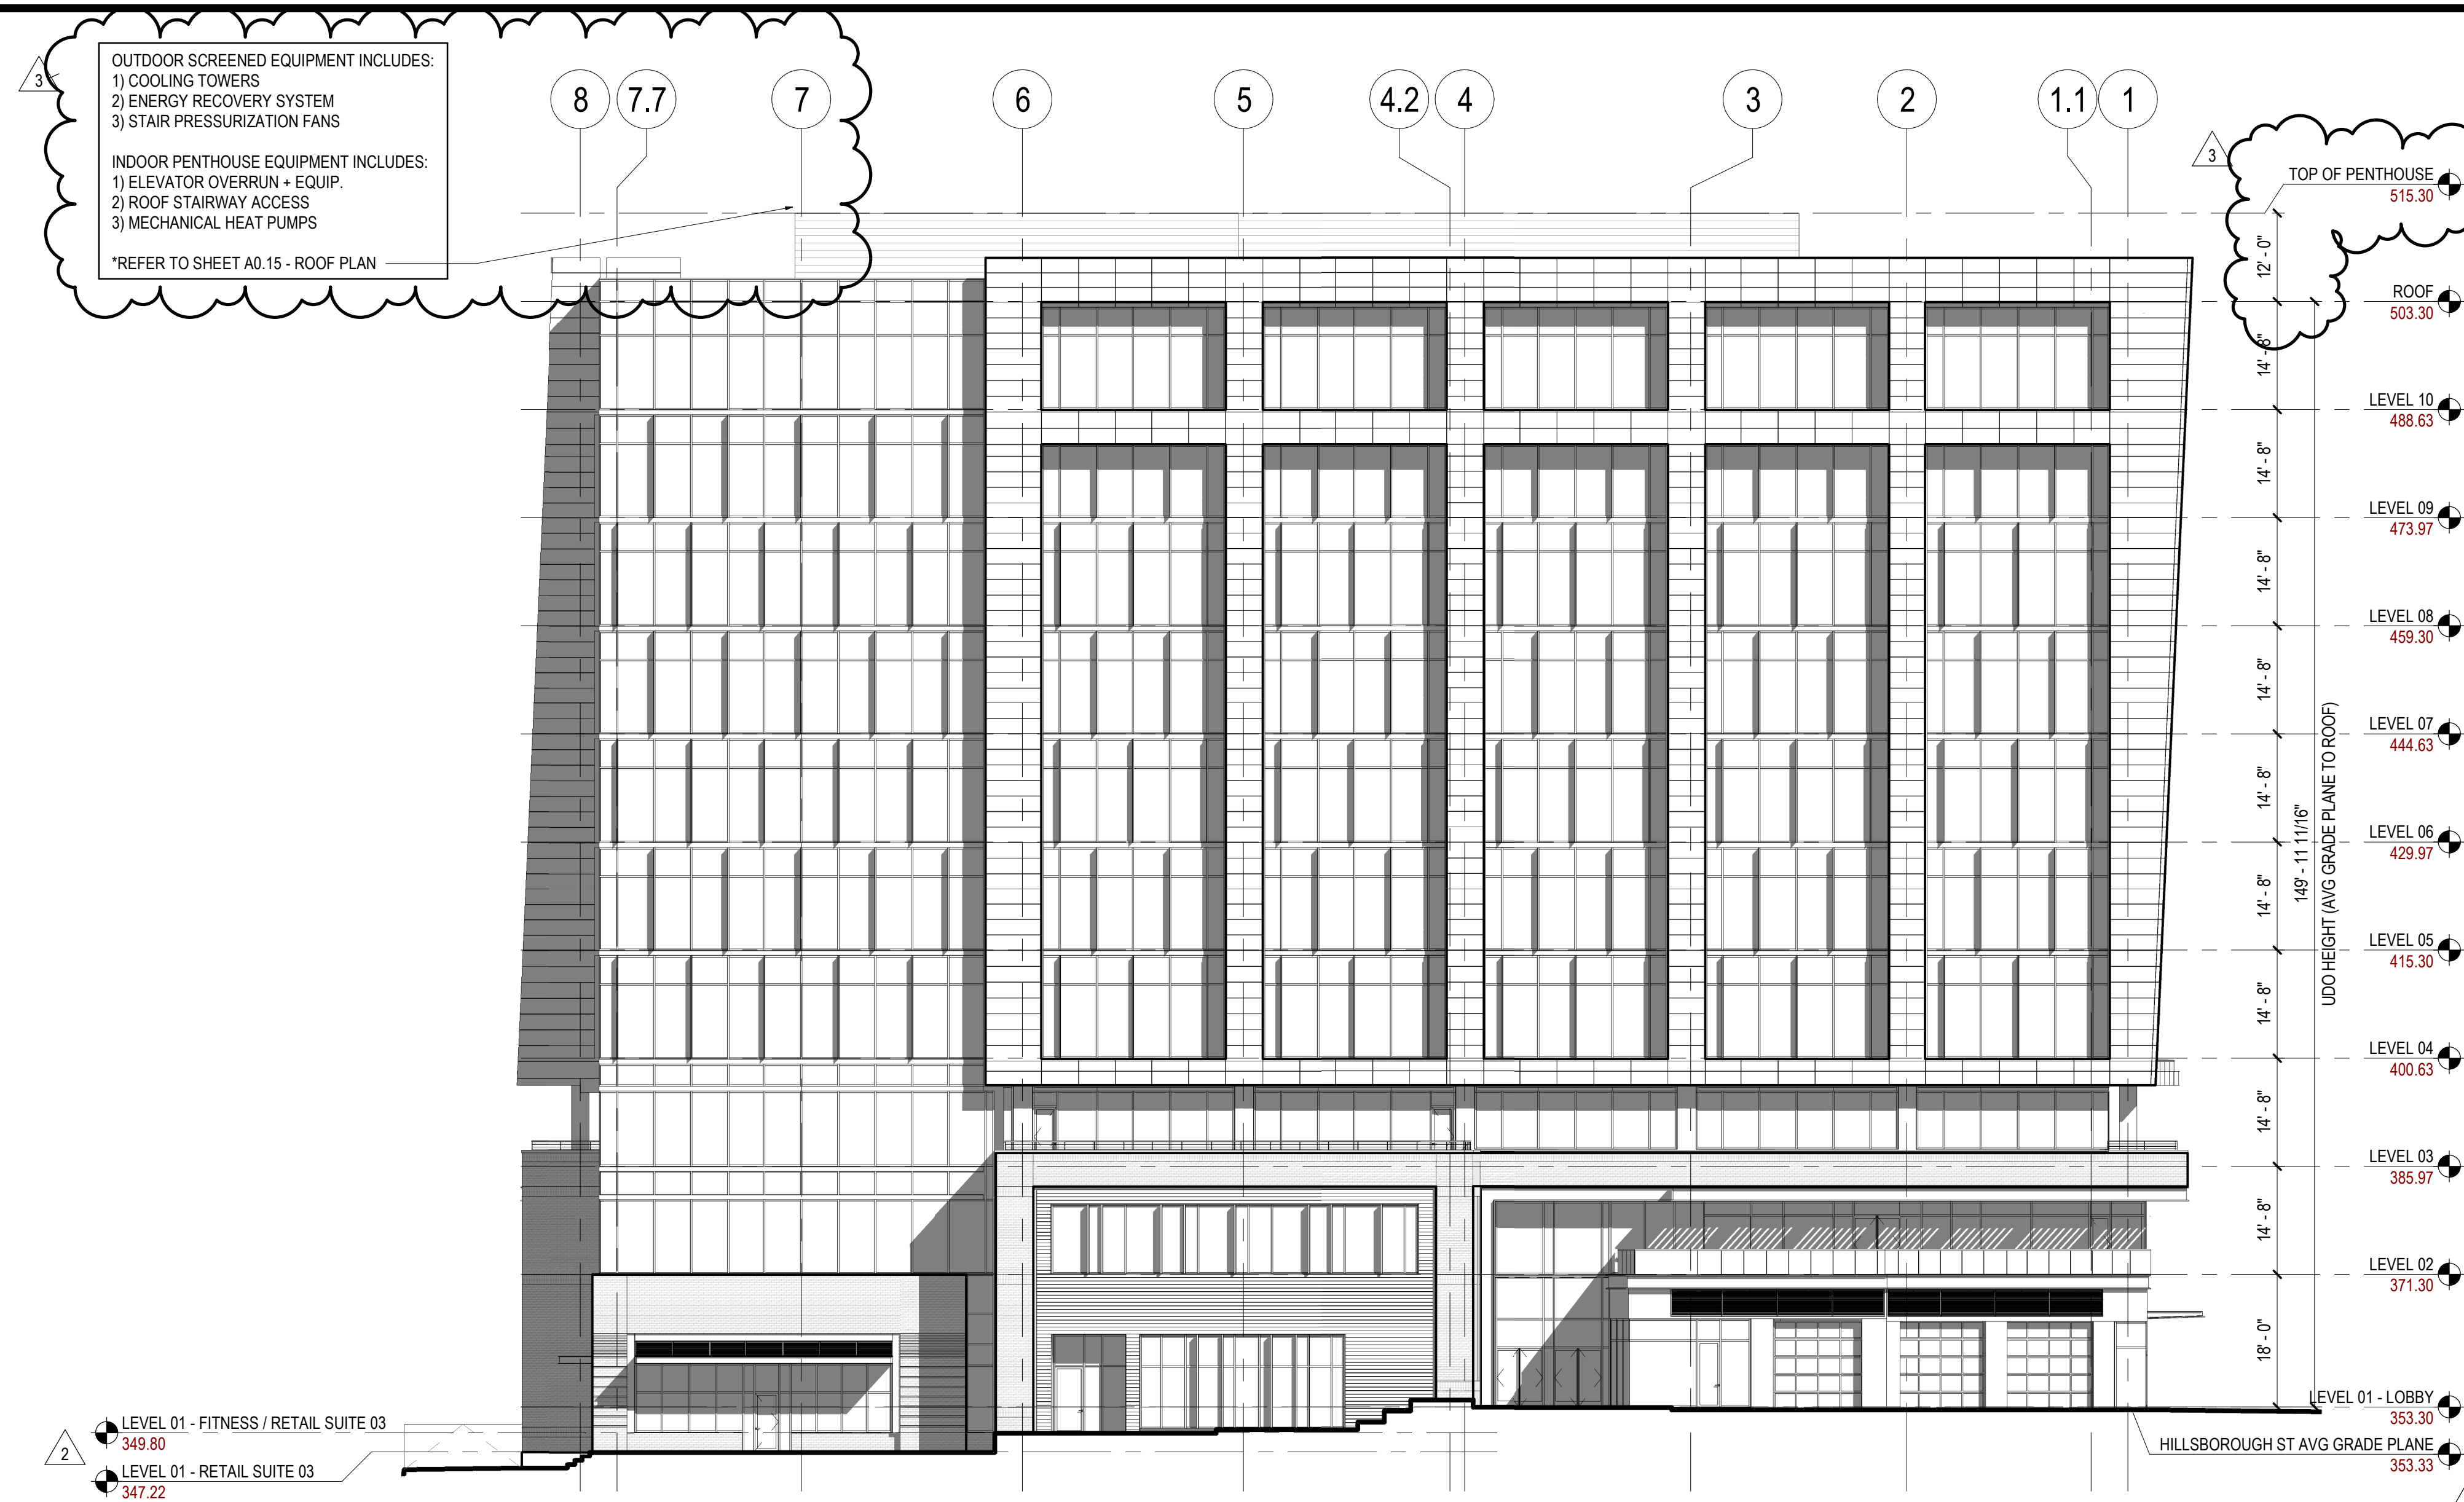 OUTDOOR SCREENED EQUIPMENT INCLUDES:
1) COOLING TOWERS
2) ENERGY RECOVERY SYSTEM
3) STAIR PRESSURIZATION FANS
INDOOR PENTHOUSE EQUIPMENT INCLUDES:
1) ELEVATOR OVERRUN + EQUIP.
2) ROOF STAIRWAY ACCESS
3) MECHANICAL HEAT PUMPS
*REFER TO SHEET A0.15 - ROOF PLAN
3
8
7.7
7
6
5
4.2
4
3
2
1.1
1
3
TOP OF PENTHOUSE
515.30
12' - 0"
ROOF
503.30
14' - 8"
LEVEL 10
488.63
14' - 8"
LEVEL 09
473.97
14' - 8"
LEVEL 08
459.30
14' - 8"
LEVEL 07
444.63
14' - 8"
LEVEL 06
429.97
14' - 8"
LEVEL 05
415.30
14' - 8"
LEVEL 04
400.63
14' - 8"
LEVEL 03
385.97
14' - 8"
LEVEL 02
371.30
18' - 0"
LEVEL 01 - LOBBY
353.30
HILLSBOROUGH ST AVG GRADE PLANE
353.33
149' - 11 11/16"
UDO HEIGHT (AVG GRADE PLANE TO ROOF)
2
LEVEL 01 - FITNESS / RETAIL SUITE 03
349.80
LEVEL 01 - RETAIL SUITE 03
347.22